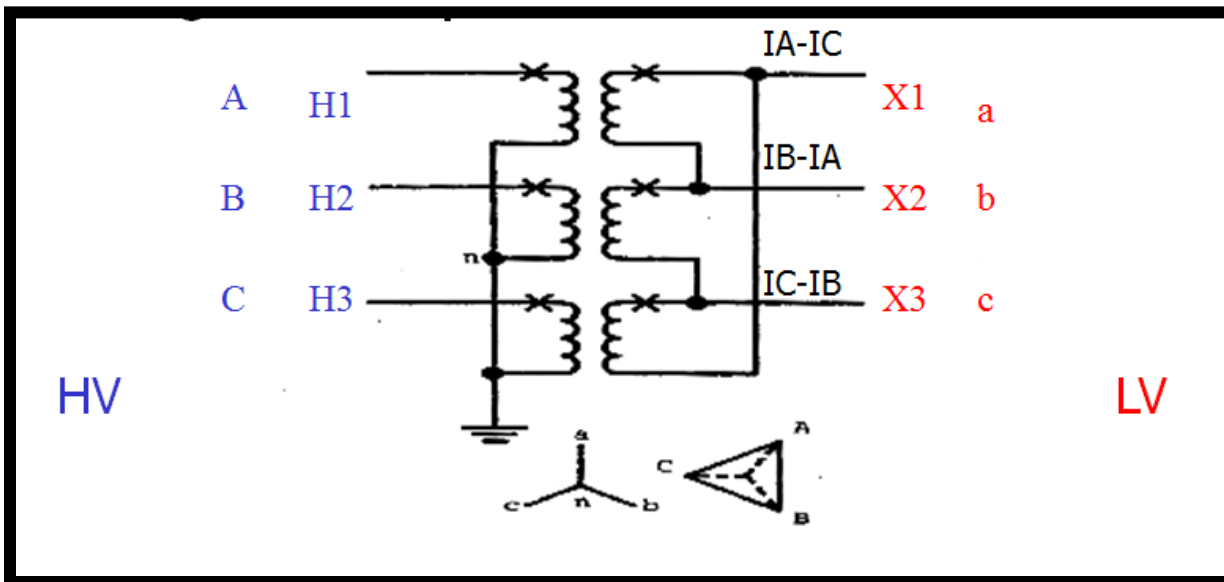 IA-IC
A H1 X1 a
IB-IA
B H2 X2 b
n
IC-IB
C H3 X3 c
HV LV
a
c n b
A
C
B